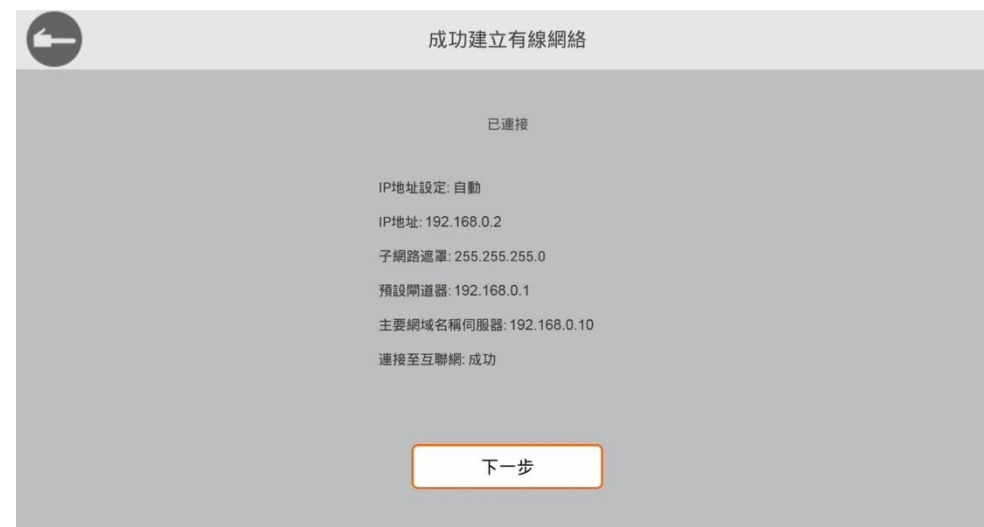 成功建立有線網絡
已連接
IP地址設定: 自動
IP地址: 192.168.0.2
子網路遮罩: 255.255.255.0
預設閘道器: 192.168.0.1
主要網域名稱伺服器: 192.168.0.10
連接至互聯網: 成功
下一步